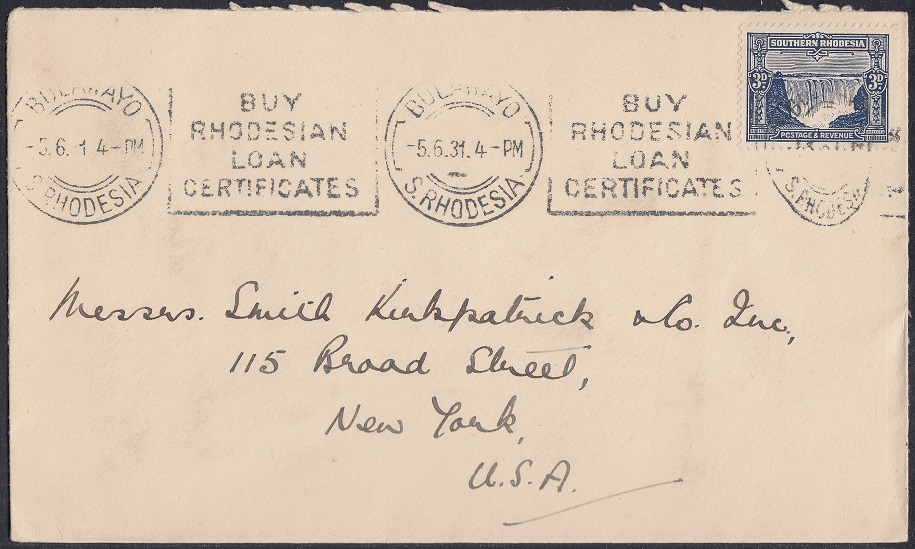 SOUTHERN RHODESIA
3D. 3D.
POSTAGE & REVENUE
BULAWAYO
-5.6. 1 4-PM
S. RHODESIA
BUY
RHODESIAN
LOAN
CERTIFICATES
BULAWAYO
-5.6.31. 4-PM
S. RHODESIA
BUY
RHODESIAN
LOAN
CERTIFICATES
S. RHODESIA
Messrs. Smith Kirkpatrick & Co. Inc.,
115 Broad Street,
New York,
U.S.A.